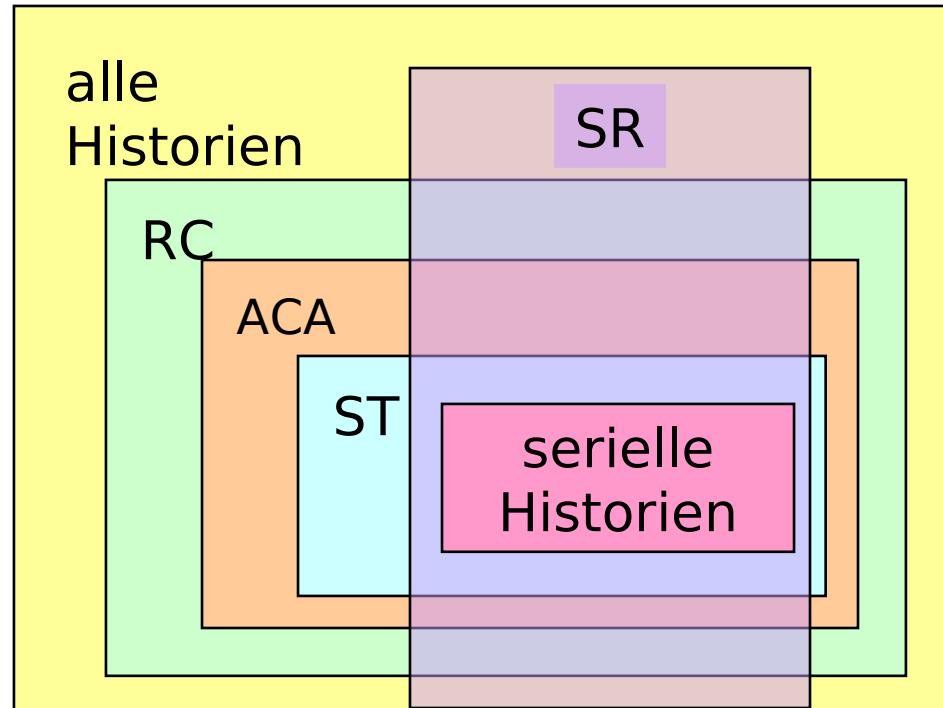 alle
Historien
SR
RC
ACA
ST
serielle
Historien